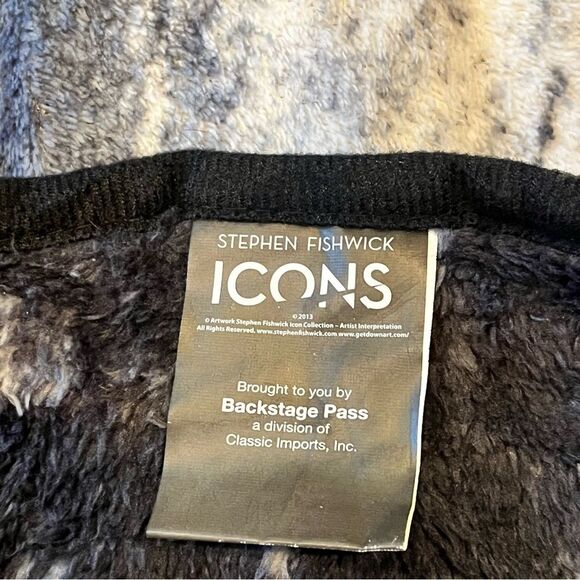 STEPHEN FISHWICK
ICONS
©2013
© Artwork Stephen Fishwick Icon Collection – Artist Interpretation
All Rights Reserved, www.stephenfishwick.com www.getdownart.com/
Brought to you by
Backstage Pass
a division of
Classic Imports, Inc.